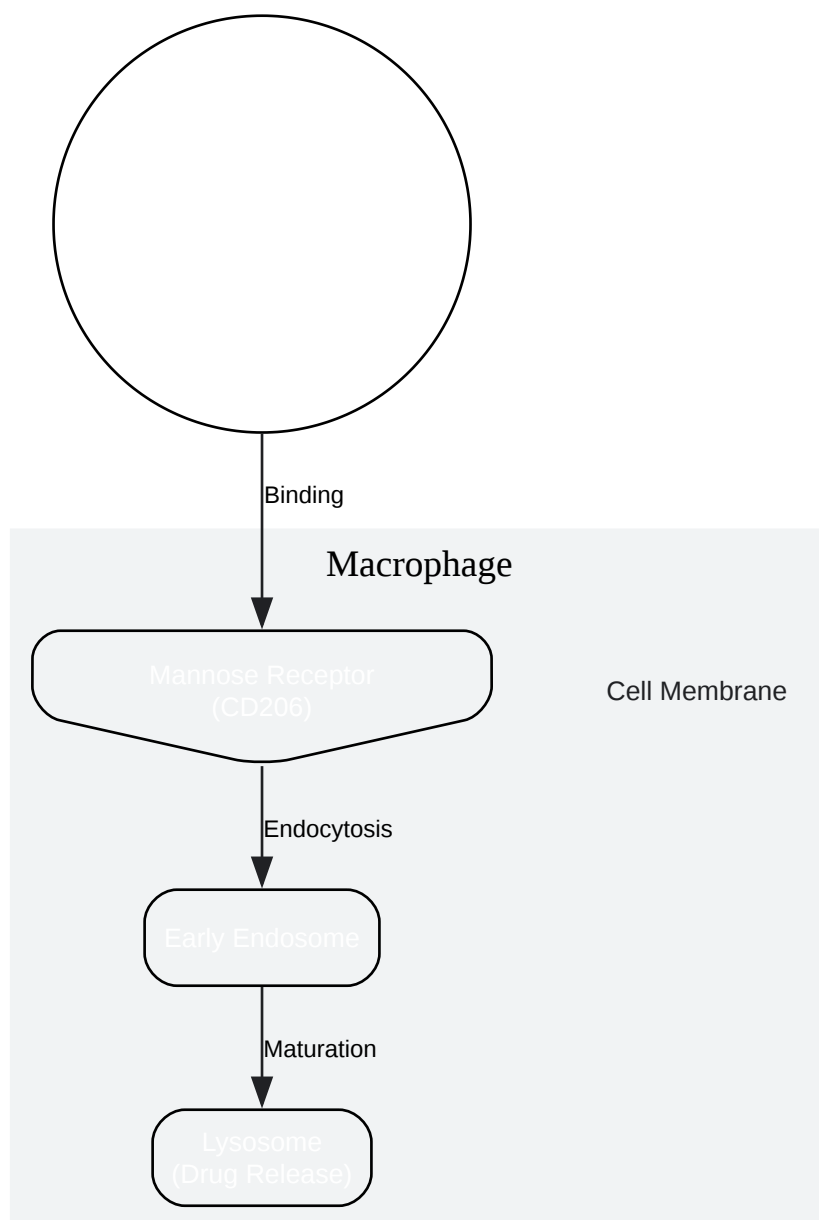 Binding
Macrophage
Mannose Receptor
(CD206)
Cell Membrane
Endocytosis
Early Endosome
Maturation
Lysosome
(Drug Release)